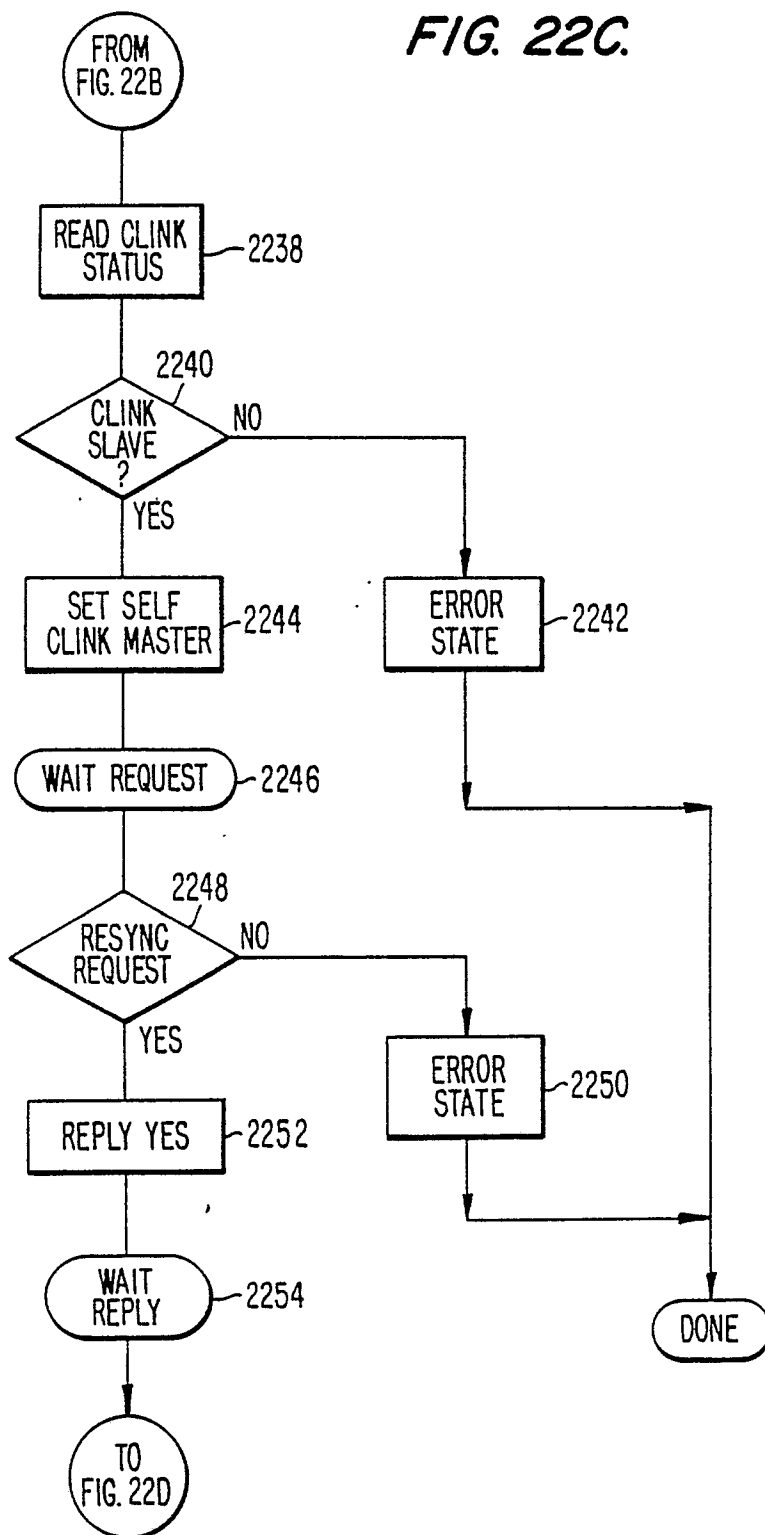 FIG. 22C.
FROM
FIG. 22B
READ CLINK
STATUS
2238
2240
CLINK
SLAVE
?
NO
YES
SET SELF
CLINK MASTER
2244
ERROR
STATE
2242
WAIT REQUEST
2246
2248
RESYNC
REQUEST
NO
YES
ERROR
STATE
2250
REPLY YES
2252
WAIT
REPLY
2254
DONE
TO
FIG. 22D